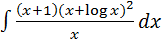 ∫ (x+1)(x+log x)² / x dx